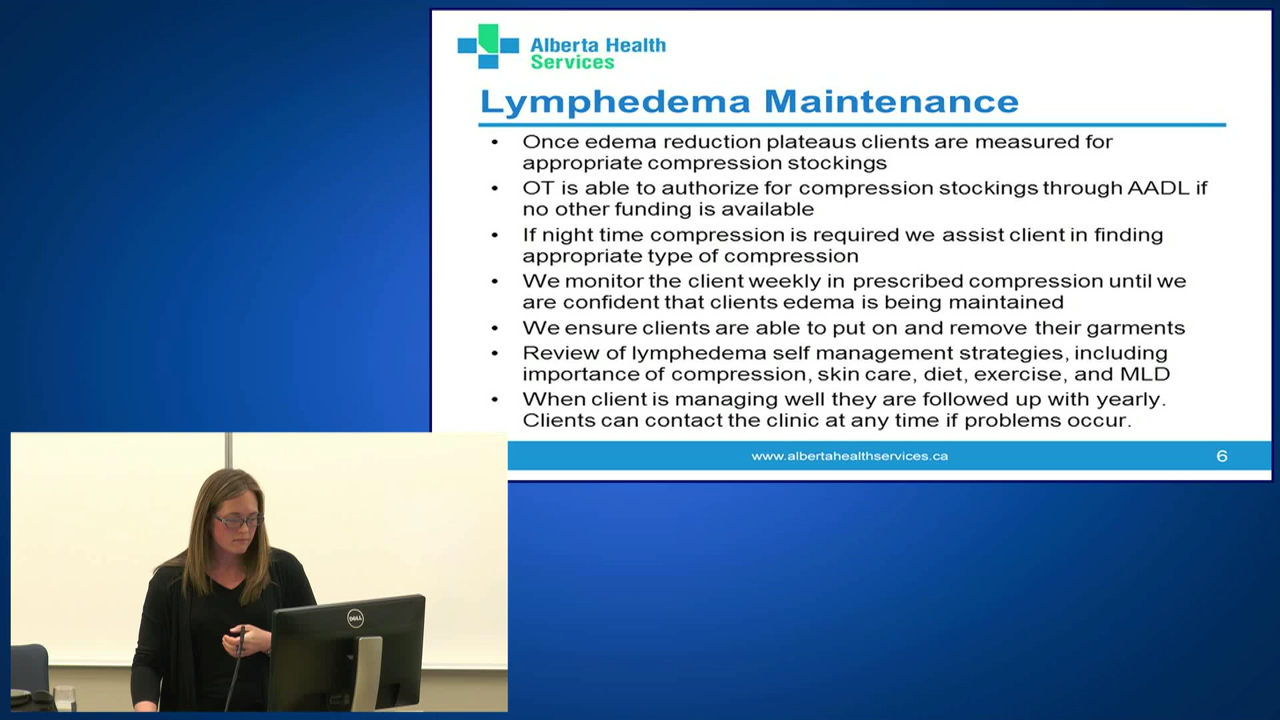 Alberta Health
Services
Lymphedema Maintenance
• Once edema reduction plateaus clients are measured for
appropriate compression stockings
• OT is able to authorize for compression stockings through AADL if
no other funding is available
• If night time compression is required we assist client in finding
appropriate type of compression
• We monitor the client weekly in prescribed compression until we
are confident that clients edema is being maintained
• We ensure clients are able to put on and remove their garments
• Review of lymphedema self management strategies, including
importance of compression, skin care, diet, exercise, and MLD
• When client is managing well they are followed up with yearly.
Clients can contact the clinic at any time if problems occur.
www.albertahealthservices.ca
6
DELL